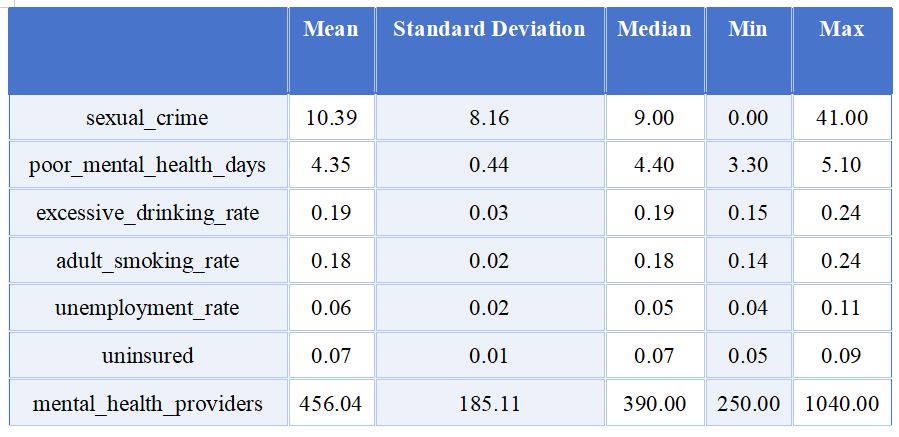 Mean Standard Deviation Median Min Max
sexual_crime 10.39 8.16 9.00 0.00 41.00
poor_mental_health_days 4.35 0.44 4.40 3.30 5.10
excessive_drinking_rate 0.19 0.03 0.19 0.15 0.24
adult_smoking_rate 0.18 0.02 0.18 0.14 0.24
unemployment_rate 0.06 0.02 0.05 0.04 0.11
uninsured 0.07 0.01 0.07 0.05 0.09
mental_health_providers 456.04 185.11 390.00 250.00 1040.00